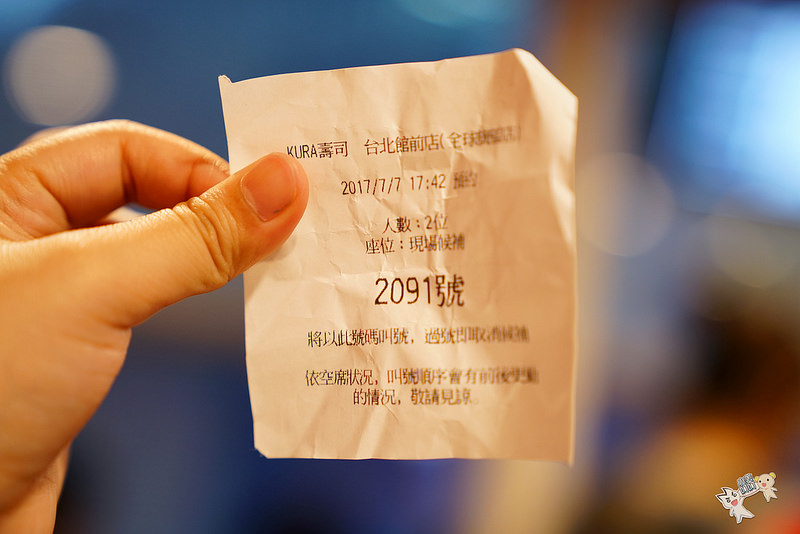 KURA壽司 台北館前店(全球旗艦店)
2017/7/7 17:42 預約
人數：2位
座位：現場候補
2091號
將以此號碼叫號，過號即取消候補
依空席狀況，叫號順序會有前後變動
的情況，敬請見諒。